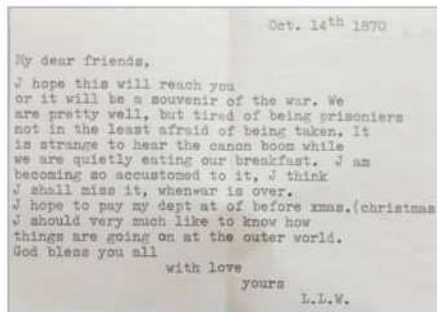 Oct. 14th 1870
My dear friends,
J hope this will reach you
or it will be a souvenir of the war. We
are pretty well, but tired of being prisoniers
not in the least afraid of being taken. It
is strange to hear the canon boom while
we are quietly eating our breakfast. J am
becoming so accustomed to it, J think
J shall miss it, whenwar is over.
J hope to pay my dept at of before xmas.(christmas
J should very much like to know how
things are going on at the outer world.
God bless you all
with love
yours
L.L.W.